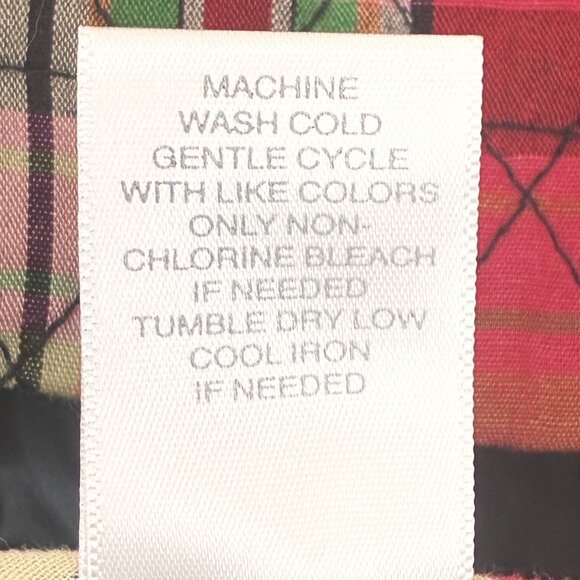 MACHINE
WASH COLD
GENTLE CYCLE
WITH LIKE COLORS
ONLY NON-
CHLORINE BLEACH
IF NEEDED
TUMBLE DRY LOW
COOL IRON
IF NEEDED